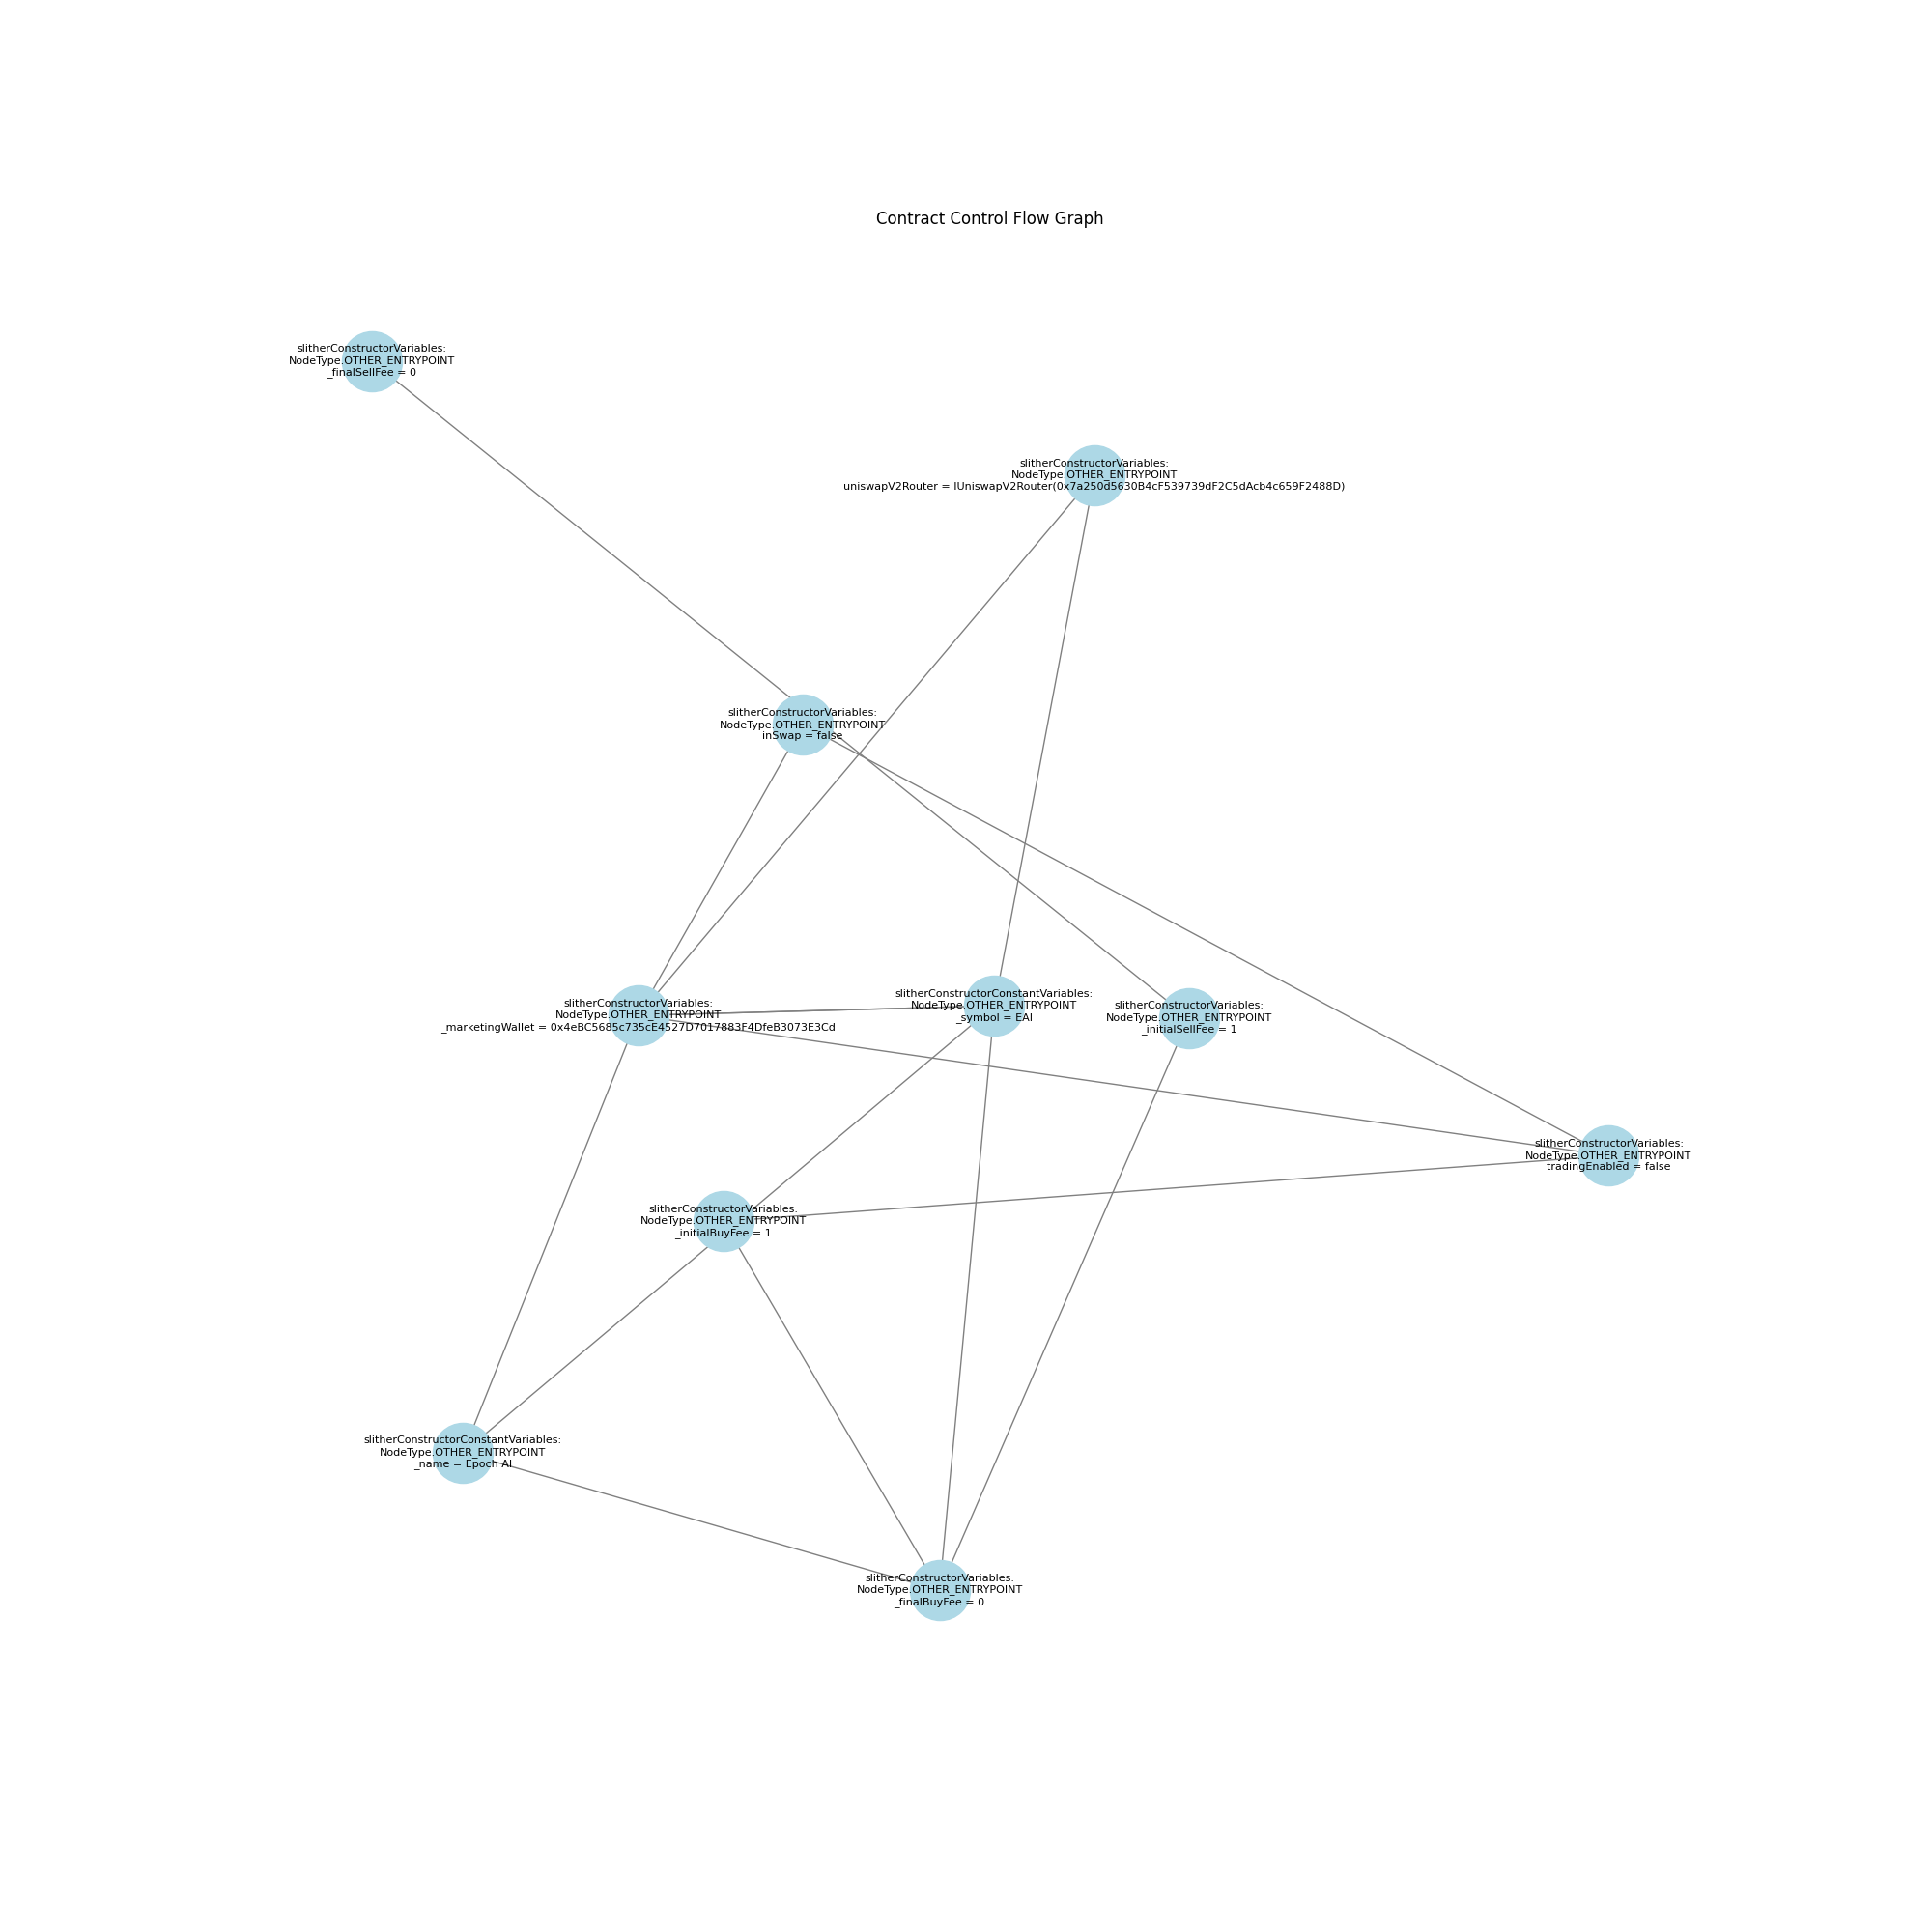 Contract Control Flow Graph
slitherConstructorVariables:
NodeType.OTHER_ENTRYPOINT
_finalSellFee = 0
slitherConstructorVariables:
NodeType.OTHER_ENTRYPOINT
uniswapV2Router = IUniswapV2Router(0x7a250d5630B4cF539739dF2C5dAcb4c659F2488D)
slitherConstructorVariables:
NodeType.OTHER_ENTRYPOINT
inSwap = false
slitherConstructorVariables:
NodeType.OTHER_ENTRYPOINT
_marketingWallet = 0x4eBC5685c735cE4527D7017883F4DfeB3073E3Cd
slitherConstructorConstantVariables:
NodeType.OTHER_ENTRYPOINT
_symbol = EAI
slitherConstructorVariables:
NodeType.OTHER_ENTRYPOINT
_initialSellFee = 1
slitherConstructorVariables:
NodeType.OTHER_ENTRYPOINT
tradingEnabled = false
slitherConstructorVariables:
NodeType.OTHER_ENTRYPOINT
_initialBuyFee = 1
slitherConstructorConstantVariables:
NodeType.OTHER_ENTRYPOINT
_name = Epoch AI
slitherConstructorVariables:
NodeType.OTHER_ENTRYPOINT
_finalBuyFee = 0